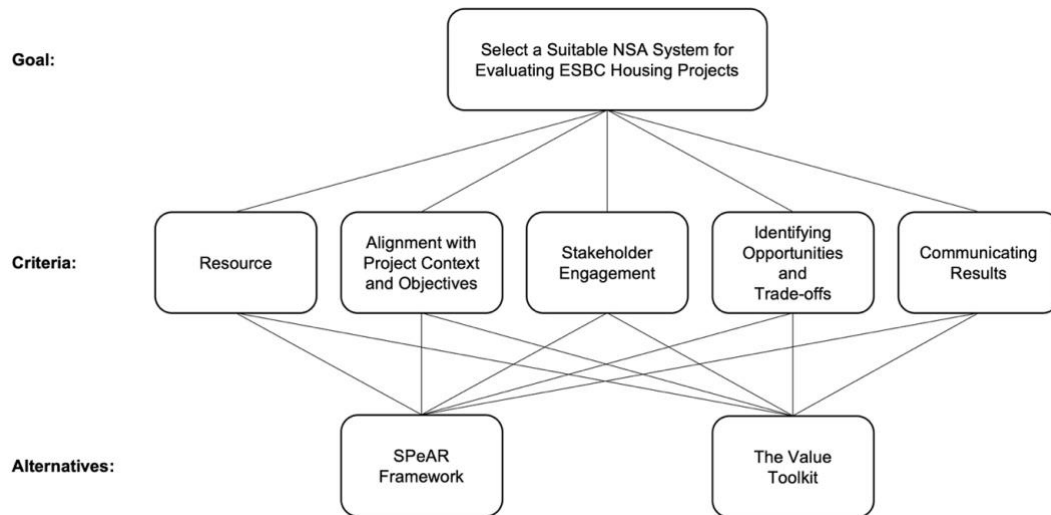 Goal:
Select a Suitable NSA System for
Evaluating ESBC Housing Projects
Criteria:
Resource
Alignment with
Project Context
and Objectives
Stakeholder
Engagement
Identifying
Opportunities
and
Trade-offs
Communicating
Results
Alternatives:
SPeAR
Framework
The Value
Toolkit